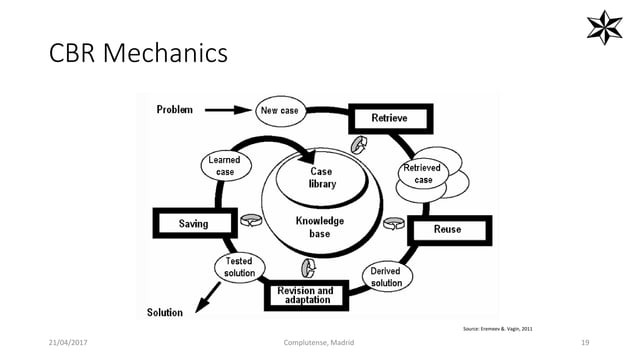 CBR Mechanics
Problem
New case
Retrieve
Learned
case
Retrieved
case
Case
library
Knowledge
base
Saving
Reuse
Tested
solution
Derived
solution
Revision and
adaptation
Solution
Source: Eremeev &. Vagin, 2011
21/04/2017
Complutense, Madrid
19